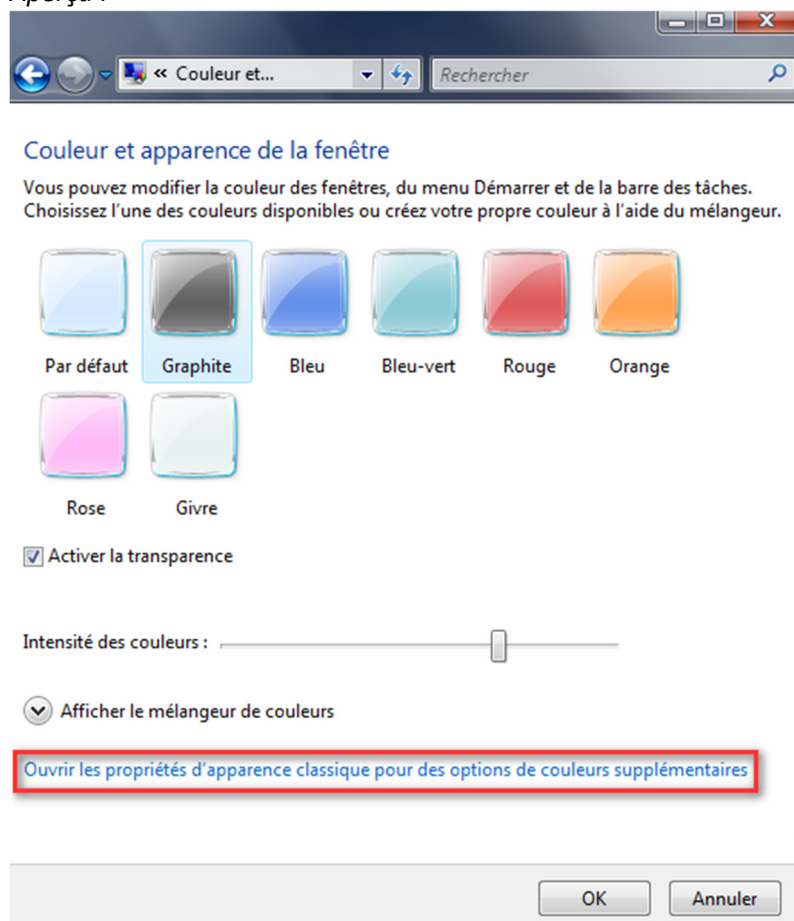 Aperçu :
« Couleur et...
Rechercher
Couleur et apparence de la fenêtre
Vous pouvez modifier la couleur des fenêtres, du menu Démarrer et de la barre des tâches.
Choisissez l'une des couleurs disponibles ou créez votre propre couleur à l'aide du mélangeur.
Par défaut Graphite Bleu Bleu-vert Rouge Orange
Rose Givre
Activer la transparence
Intensité des couleurs :
Afficher le mélangeur de couleurs
Ouvrir les propriétés d'apparence classique pour des options de couleurs supplémentaires
OK Annuler